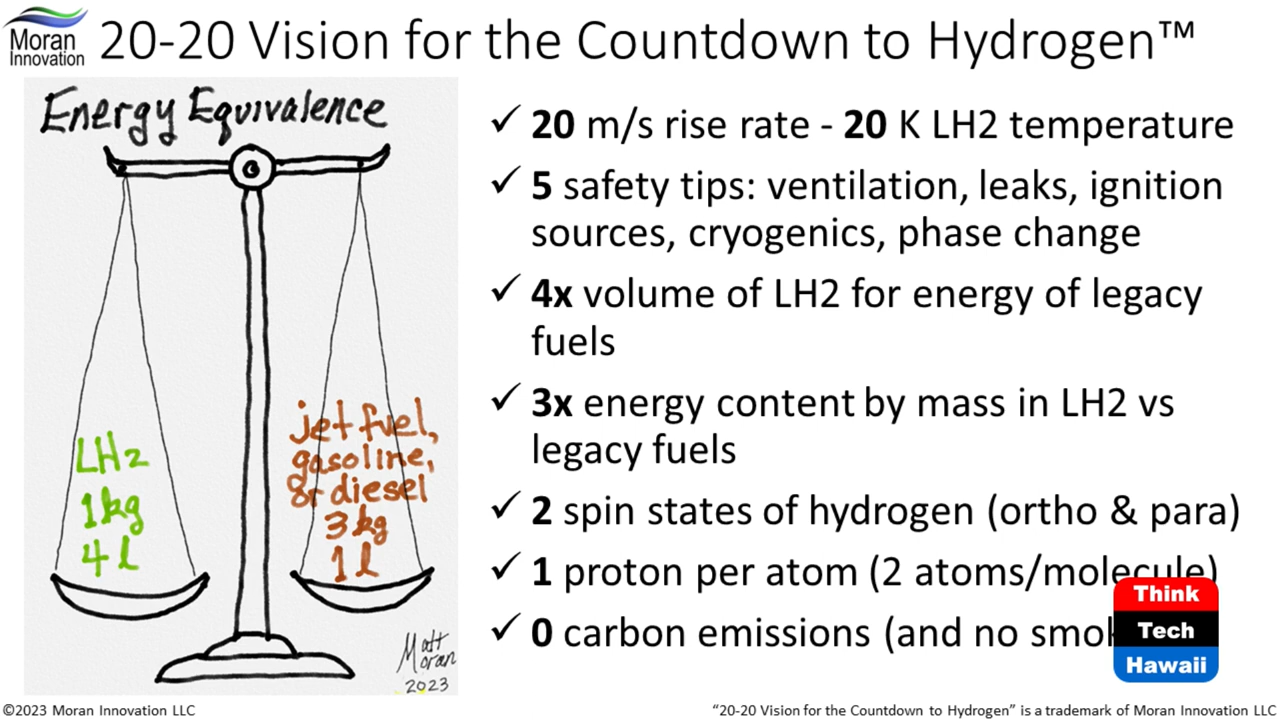 Moran
Innovation
20-20 Vision for the Countdown to Hydrogen™
Energy Equivalence
LH2
1kg
4 l
jet fuel,
gasoline,
or diesel
3 kg
1 l
Matt
Moran
2023
✓ 20 m/s rise rate - 20 K LH2 temperature
✓ 5 safety tips: ventilation, leaks, ignition
sources, cryogenics, phase change
✓ 4x volume of LH2 for energy of legacy
fuels
✓ 3x energy content by mass in LH2 vs
legacy fuels
✓ 2 spin states of hydrogen (ortho & para)
✓ 1 proton per atom (2 atoms/molecule)
✓ 0 carbon emissions (and no
Think
Tech
Hawaii
©2023 Moran Innovation LLC
“20-20 Vision for the Countdown to Hydrogen” is a trademark of Moran Innovation LLC